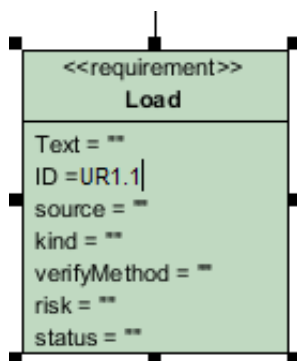 <<requirement>>
Load
Text = ""
ID =UR1.1
source = ""
kind = ""
verifyMethod = ""
risk = ""
status = ""